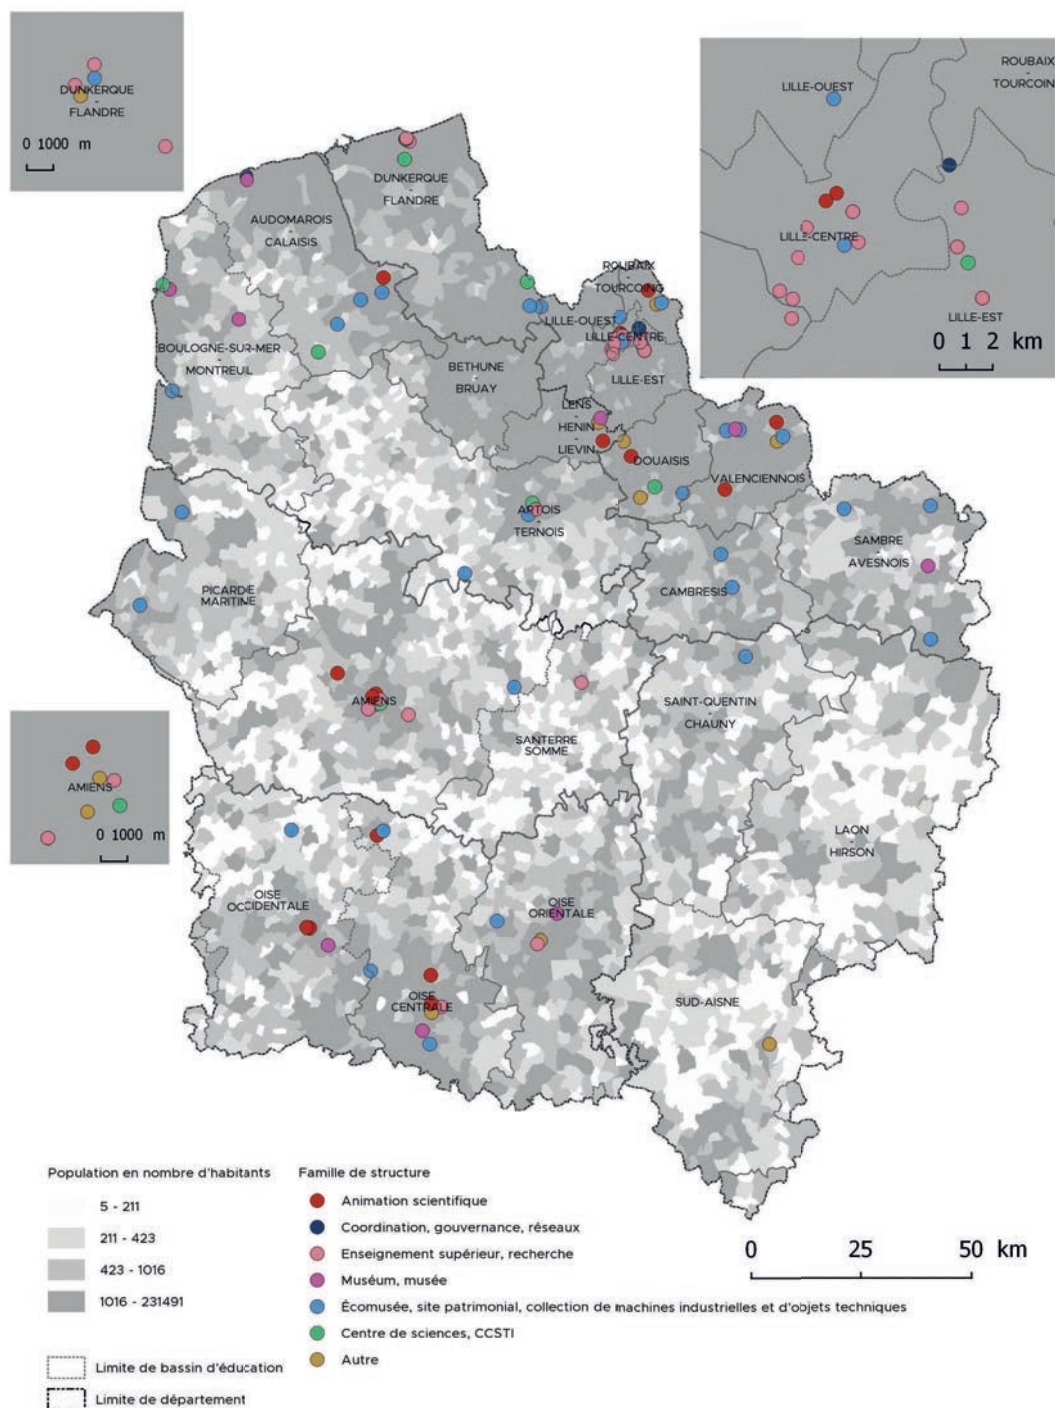 DUNKERQUE
-
FLANDRE
0 1000 m
LILLE-OUEST
ROUBAIX
-
TOURCOIN
LILLE-CENTRE
LILLE-EST
0 1 2 km
DUNKERQUE
-
FLANDRE
AUDOMAROIS
-
CALAISIS
ROUBAIX
-
TOURCOING
LILLE-OUEST
LILLE-CENTRE
BOULOGNE-SUR-MER
-
MONTREUIL
BETHUNE
-
BRUAY
LILLE-EST
LENS
-
HENIN
-
LIEVIN
DOUAISIS
VALENCIENNOIS
ARTOIS
-
TERNOIS
SAMBRE
-
AVESNOIS
PICARDIE
MARITINE
CAMBRESIS
AMIENS
SAINT-QUENTIN
-
CHAUNY
SANTERRE
SOMME
AMIENS
0 1000 m
LAON
-
HIRSON
OISE
OCCIDENTALE
OISE
ORIENTALE
OISE
CENTRALE
SUD-AISNE
Population en nombre d'habitants
5 - 211
211 - 423
423 - 1016
1016 - 231491
Limite de bassin d'éducation
Limite de département
Famille de structure
Animation scientifique
Coordination, gouvernance, réseaux
Enseignement supérieur, recherche
Muséum, musée
Écomusée, site patrimonial, collection de machines industrielles et d'objets techniques
Centre de sciences, CCSTI
Autre
0 25 50 km